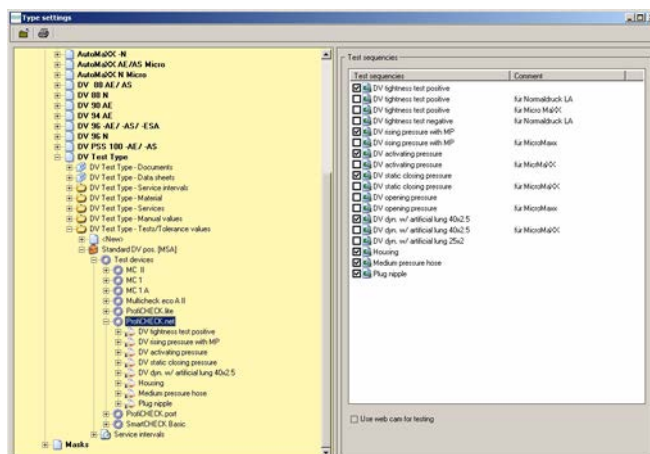 Type settings
AutoMaXX -N
AutoMaXX AE/AS Micro
AutoMaXX N Micro
DV 88 AE/ AS
DV 88 N
DV 90 AE
DV 94 AE
DV 96 -AE/ -AS/ -ESA
DV 96 N
DV PSS 100 -AE/ -AS
DV Test Type
DV Test Type - Documents
DV Test Type - Data sheets
DV Test Type - Service intervals
DV Test Type - Material
DV Test Type - Services
DV Test Type - Manual values
DV Test Type - Tests/Tolerance values
<New>
Standard DV pos. [MSA]
Test devices
MC II
MC 1
MC 1 A
Multicheck eco A II
ProfiCHECK.lite
ProfiCHECK.net
DV tightness test positive
DV rising pressure with MP
DV activating pressure
DV static closing pressure
DV dyn. w/ artificial lung 40x2.5
Housing
Medium pressure hose
Plug nipple
ProfiCHECK.port
SmartCHECK Basic
Service intervals
Masks
Test sequencies
Test sequencies Comment
DV tightness test positive
DV tightness test positive für Normaldruck LA
DV tightness test positive für Micro MaXX
DV tightness test negative für Normaldruck LA
DV rising pressure with MP
DV rising pressure with MP für MicroMaxx
DV activating pressure
DV activating pressure für MicMaXX
DV static closing pressure
DV static closing pressure für MicroMaXX
DV opening pressure
DV opening pressure für MicroMaxx
DV dyn. w/ artificial lung 40x2.5
DV dyn. w/ artificial lung 40x2.5 für MicroMaXX
DV dyn. w/ artificial lung 25x2
Housing
Medium pressure hose
Plug nipple
Use web cam for testing